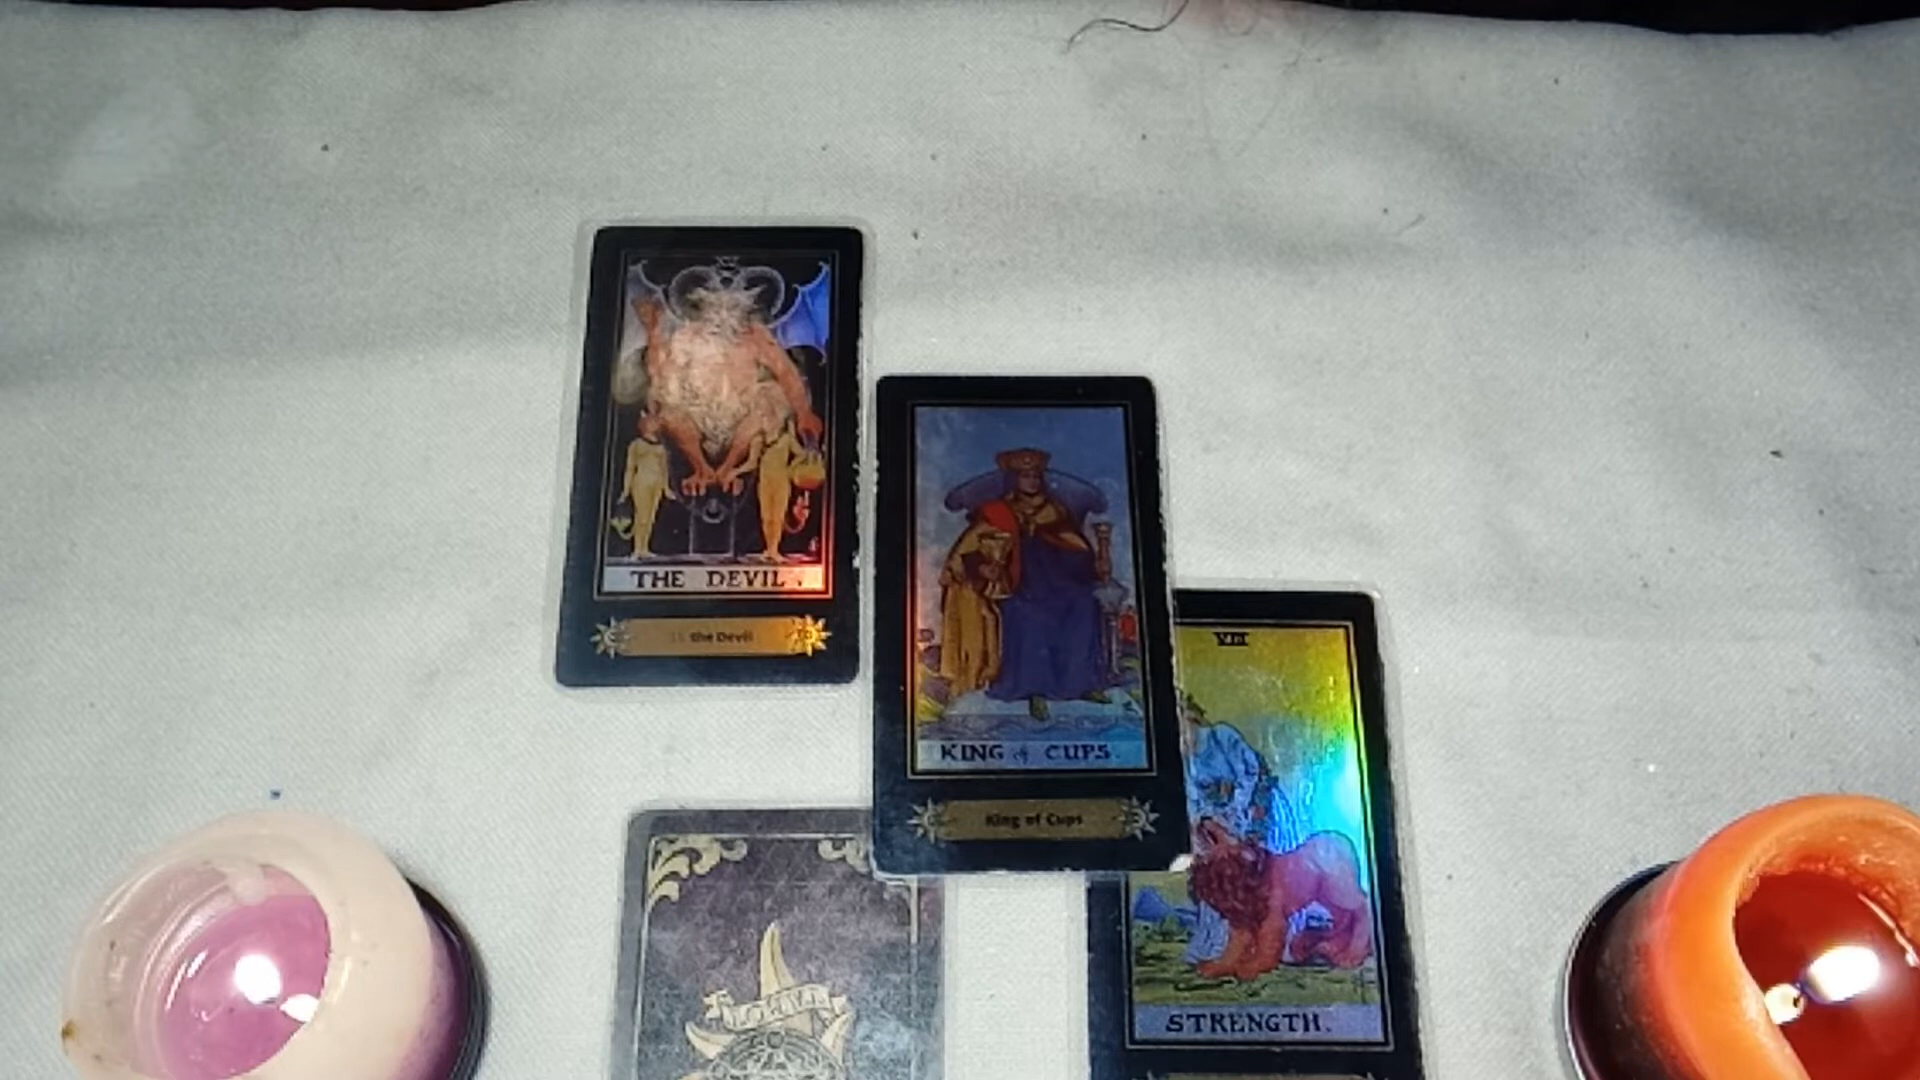 THE DEVIL.
the Devil
KING of CUPS.
King of Cups
VIII
STRENGTH.